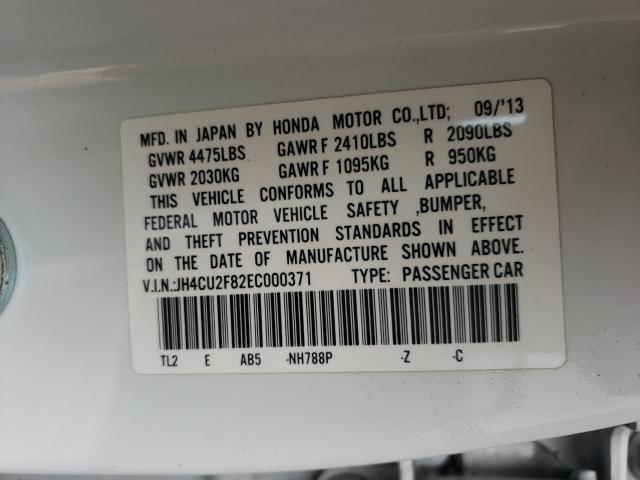 MFD. IN JAPAN BY HONDA MOTOR CO.,LTD; 09/'13
GVWR 4475LBS GAWR F 2410LBS R 2090LBS
GVWR 2030KG GAWR F 1095KG R 950KG
THIS VEHICLE CONFORMS TO ALL APPLICABLE
FEDERAL MOTOR VEHICLE SAFETY ,BUMPER,
AND THEFT PREVENTION STANDARDS IN EFFECT
ON THE DATE OF MANUFACTURE SHOWN ABOVE.
V.I.N.:JH4CU2F82EC000371 TYPE: PASSENGER CAR
TL2 E AB5 -NH788P -Z -C